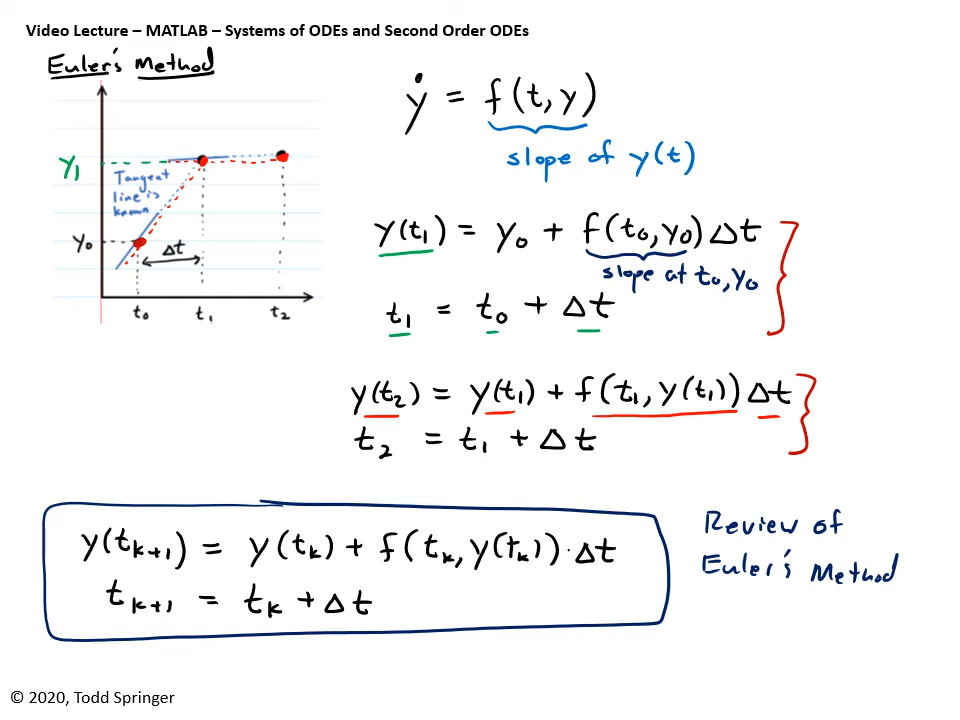 Video Lecture – MATLAB – Systems of ODEs and Second Order ODEs
Euler's Method
y₁
Tangent
line is
known
y₀
Δt
t₀ t₁ t₂
ẏ = f(t, y)
slope of y(t)
y(t₁) = y₀ + f(t₀, y₀) Δt
slope at t₀, y₀
t₁ = t₀ + Δt
y(t₂) = y(t₁) + f(t₁, y(t₁)) Δt
t₂ = t₁ + Δt
y(tₖ₊₁) = y(tₖ) + f(tₖ, y(tₖ)) · Δt
tₖ₊₁ = tₖ + Δt
Review of
Euler's Method
© 2020, Todd Springer